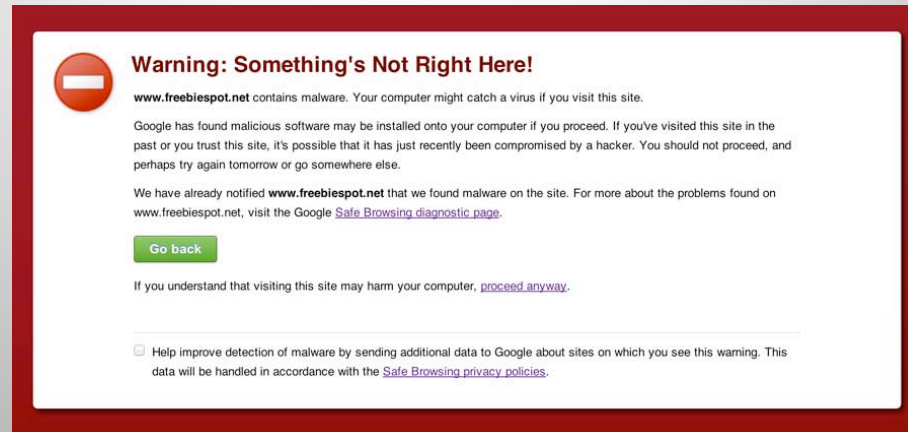 Warning: Something's Not Right Here!
www.freebiespot.net contains malware. Your computer might catch a virus if you visit this site.
Google has found malicious software may be installed onto your computer if you proceed. If you've visited this site in the
past or you trust this site, it's possible that it has just recently been compromised by a hacker. You should not proceed, and
perhaps try again tomorrow or go somewhere else.
We have already notified www.freebiespot.net that we found malware on the site. For more about the problems found on
www.freebiespot.net, visit the Google Safe Browsing diagnostic page.
Go back
If you understand that visiting this site may harm your computer, proceed anyway.
Help improve detection of malware by sending additional data to Google about sites on which you see this warning. This
data will be handled in accordance with the Safe Browsing privacy policies.